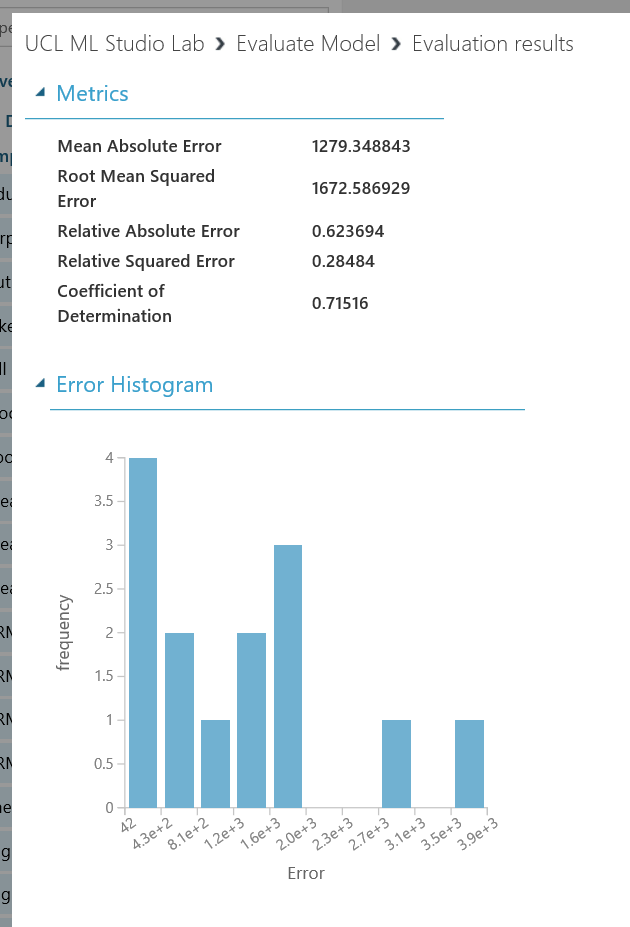 UCL ML Studio Lab › Evaluate Model › Evaluation results
Metrics
Mean Absolute Error 1279.348843
Root Mean Squared
Error 1672.586929
Relative Absolute Error 0.623694
Relative Squared Error 0.28484
Coefficient of
Determination 0.71516
Error Histogram
4
3.5
3
2.5
2
1.5
1
0.5
0
frequency
42 4.3e+2 8.1e+2 1.2e+3 1.6e+3 2.0e+3 2.3e+3 2.7e+3 3.1e+3 3.5e+3 3.9e+3
Error